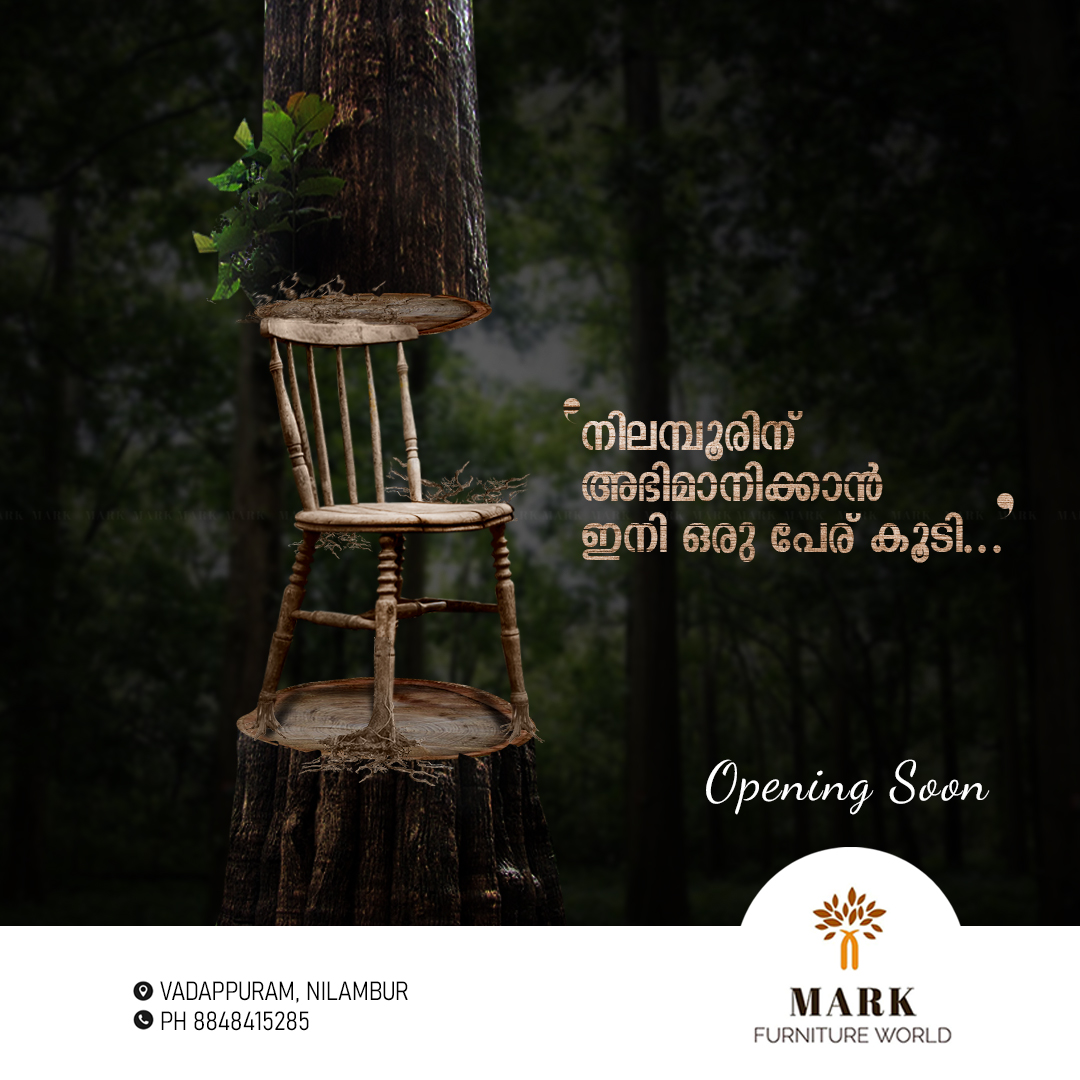 ‘നിലമ്പൂരിന്
അഭിമാനിക്കാൻ
ഇനി ഒരു പേര് കൂടി...’
Opening Soon
VADAPPURAM, NILAMBUR
PH 8848415285
MARK
FURNITURE WORLD